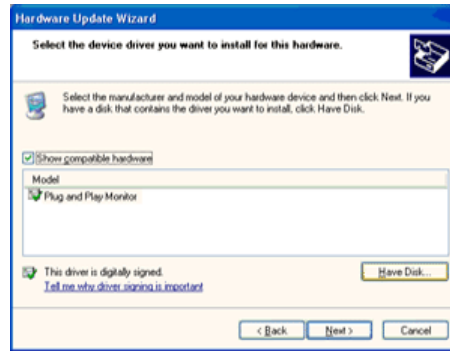 Hardware Update Wizard
Select the device driver you want to install for this hardware.
Select the manufacturer and model of your hardware device and then click Next. If you
have a disk that contains the driver you want to install, click Have Disk.
Show compatible hardware
Model
Plug and Play Monitor
This driver is digitally signed.
Have Disk...
Tell me why driver signing is important
< Back
Next >
Cancel